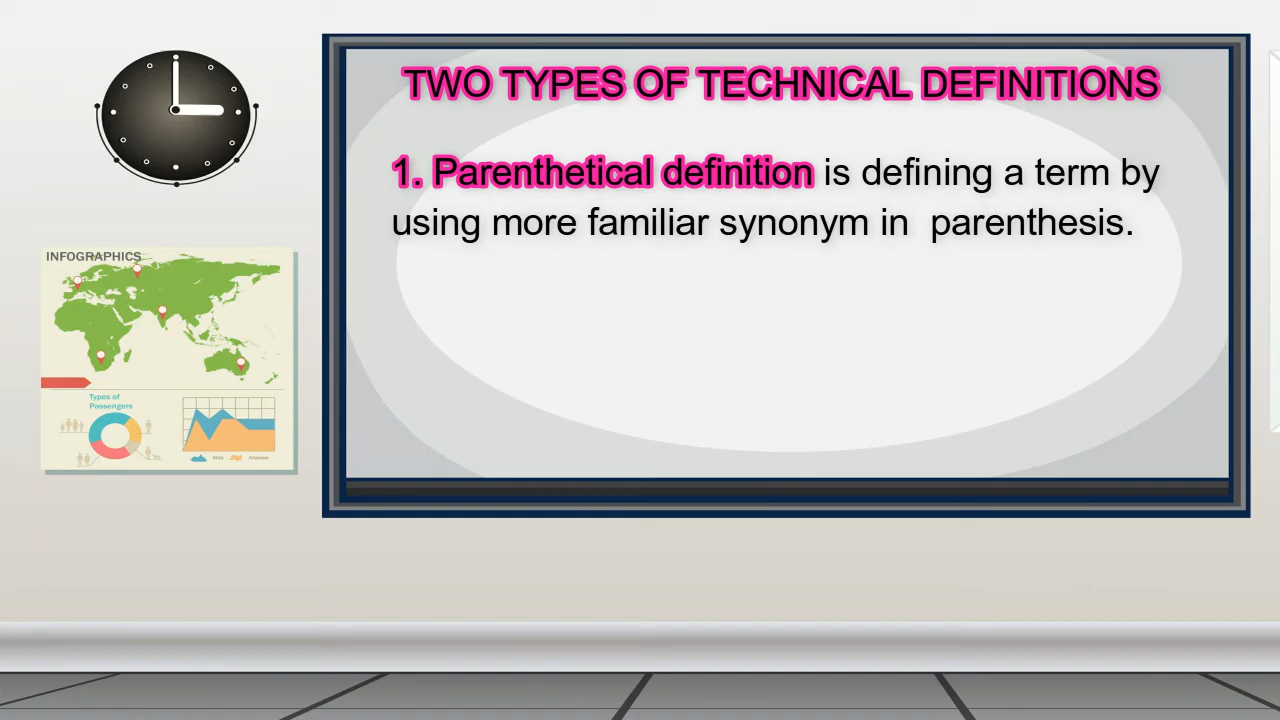 TWO TYPES OF TECHNICAL DEFINITIONS
1. Parenthetical definition is defining a term by
using more familiar synonym in parenthesis.
INFOGRAPHICS
Types of
Passengers